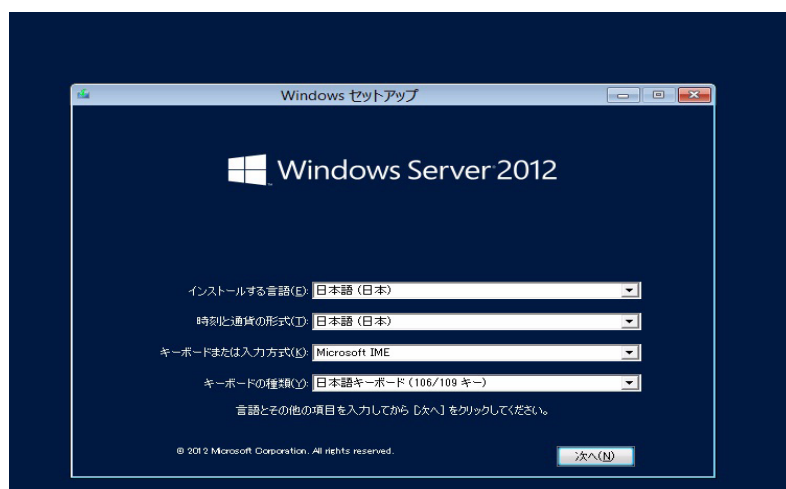 Windows セットアップ
Windows Server 2012
インストールする言語(E): 日本語 (日本)
時刻と通貨の形式(T): 日本語 (日本)
キーボードまたは入力方式(K): Microsoft IME
キーボードの種類(Y): 日本語キーボード (106/109 キー)
言語とその他の項目を入力してから [次へ] をクリックしてください。
© 2012 Microsoft Corporation. All rights reserved.
次へ(N)